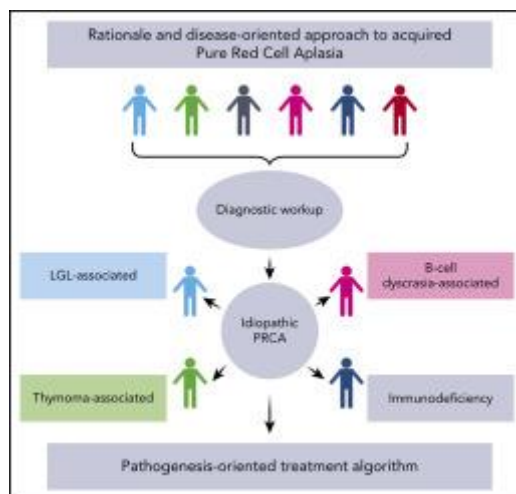 Rationale and disease-oriented approach to acquired
Pure Red Cell Aplasia
Diagnostic workup
LGL-associated
B-cell
dyscrasia-associated
Idiopathic
PRCA
Thymoma-associated
Immunodeficiency
Pathogenesis-oriented treatment algorithm